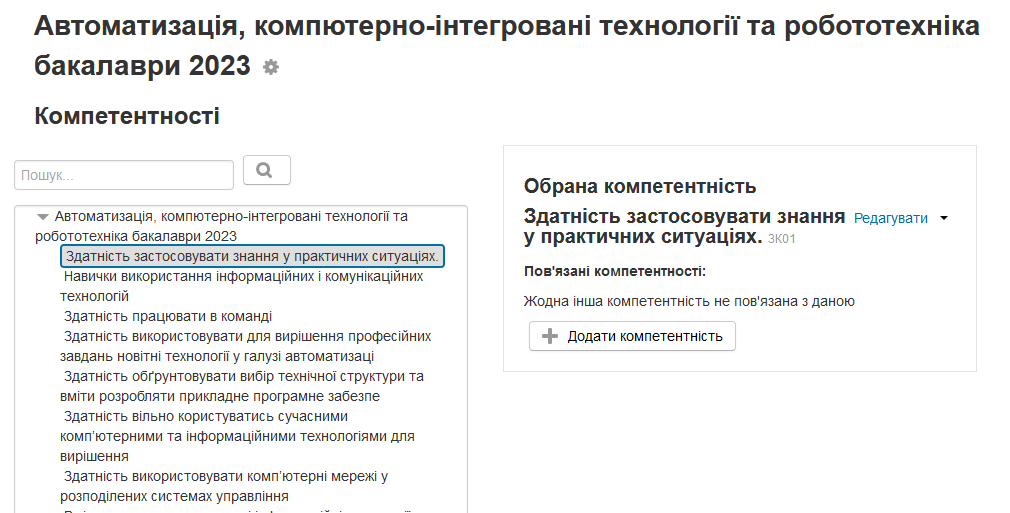 Автоматизація, компютерно-інтегровані технології та робототехніка
бакалаври 2023
Компетентності
Пошук...
Автоматизація, компютерно-інтегровані технології та
робототехніка бакалаври 2023
Здатність застосовувати знання у практичних ситуаціях.
Навички використання інформаційних і комунікаційних
технологій
Здатність працювати в команді
Здатність використовувати для вирішення професійних
завдань новітні технології у галузі автоматизаці
Здатність обґрунтовувати вибір технічної структури та
вміти розробляти прикладне програмне забезпе
Здатність вільно користуватись сучасними
комп'ютерними та інформаційними технологіями для
вирішення
Здатність використовувати комп'ютерні мережі у
розподілених системах управління
Обрана компетентність
Здатність застосовувати знання Редагувати
у практичних ситуаціях. ЗК01
Пов'язані компетентності:
Жодна інша компетентність не пов'язана з даною
Додати компетентність